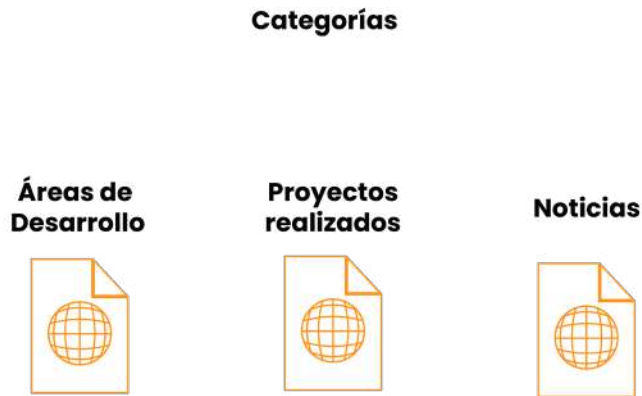 Categorías
Áreas de
Desarrollo
Proyectos
realizados
Noticias